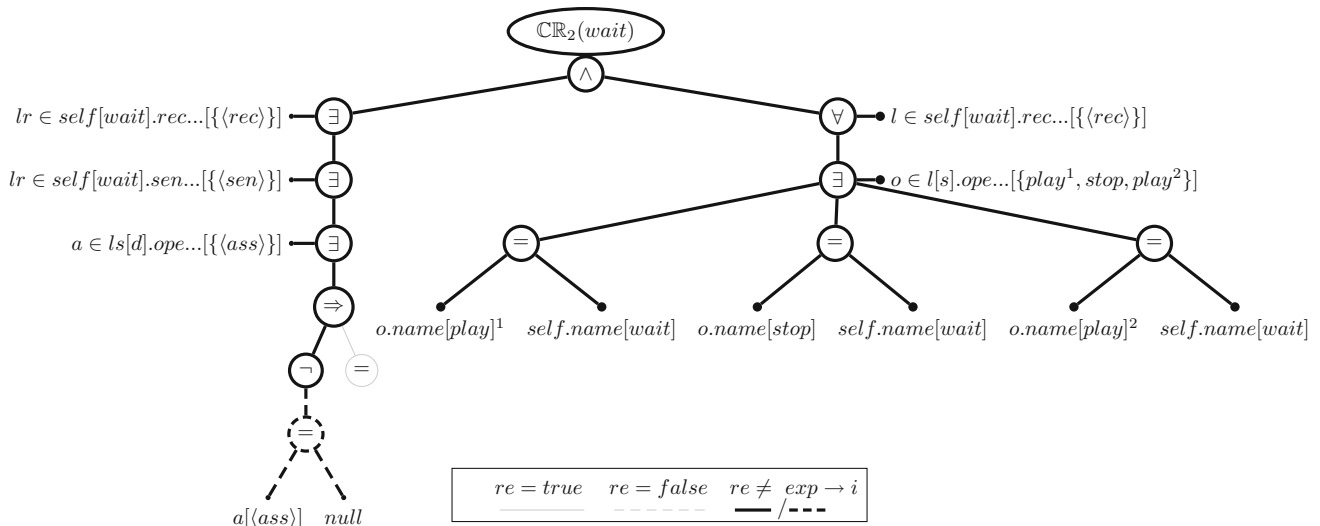 ℂℝ₂(wait)
∧
lr ∈ self[wait].rec...[{⟨rec⟩}]
∃
∀
l ∈ self[wait].rec...[{⟨rec⟩}]
lr ∈ self[wait].sen...[{⟨sen⟩}]
∃
∃
o ∈ l[s].ope...[{play¹, stop, play²}]
a ∈ ls[d].ope...[{⟨ass⟩}]
∃
=
=
=
⇒
o.name[play]¹ self.name[wait] o.name[stop] self.name[wait] o.name[play]² self.name[wait]
¬
=
=
a[⟨ass⟩] null
re = true re = false re ≠ exp → i
/